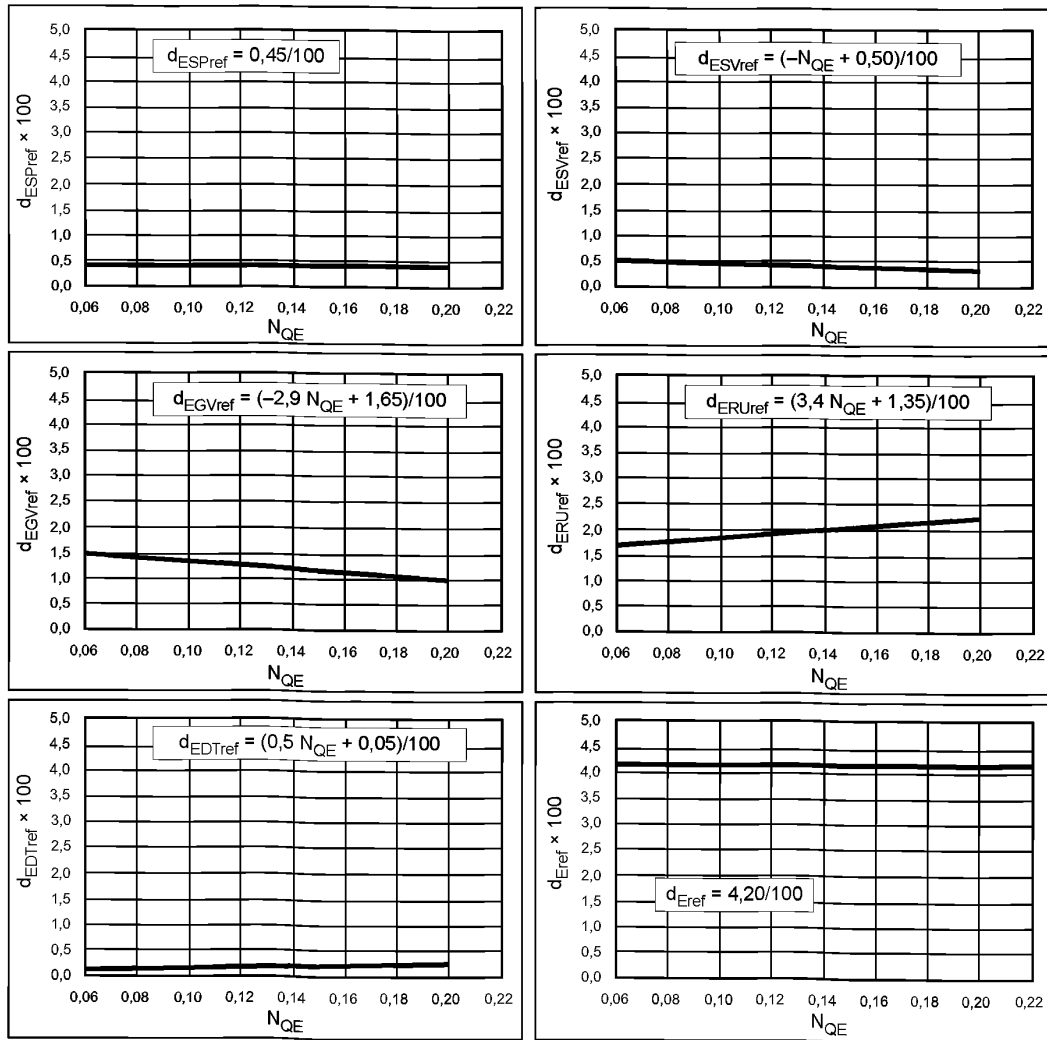 5,0
4,5
4,0
3,5
3,0
2,5
2,0
1,5
1,0
0,5
0,0
d_ESPref × 100
d_ESPref = 0,45/100
0,06 0,08 0,10 0,12 0,14 0,16 0,18 0,20 0,22
N_QE
5,0
4,5
4,0
3,5
3,0
2,5
2,0
1,5
1,0
0,5
0,0
d_ESVref × 100
d_ESVref = (–N_QE + 0,50)/100
0,06 0,08 0,10 0,12 0,14 0,16 0,18 0,20 0,22
N_QE
5,0
4,5
4,0
3,5
3,0
2,5
2,0
1,5
1,0
0,5
0,0
d_EGVref × 100
d_EGVref = (–2,9 N_QE + 1,65)/100
0,06 0,08 0,10 0,12 0,14 0,16 0,18 0,20 0,22
N_QE
5,0
4,5
4,0
3,5
3,0
2,5
2,0
1,5
1,0
0,5
0,0
d_ERUref × 100
d_ERUref = (3,4 N_QE + 1,35)/100
0,06 0,08 0,10 0,12 0,14 0,16 0,18 0,20 0,22
N_QE
5,0
4,5
4,0
3,5
3,0
2,5
2,0
1,5
1,0
0,5
0,0
d_EDTref × 100
d_EDTref = (0,5 N_QE + 0,05)/100
0,06 0,08 0,10 0,12 0,14 0,16 0,18 0,20 0,22
N_QE
5,0
4,5
4,0
3,5
3,0
2,5
2,0
1,5
1,0
0,5
0,0
d_Eref × 100
d_Eref = 4,20/100
0,06 0,08 0,10 0,12 0,14 0,16 0,18 0,20 0,22
N_QE